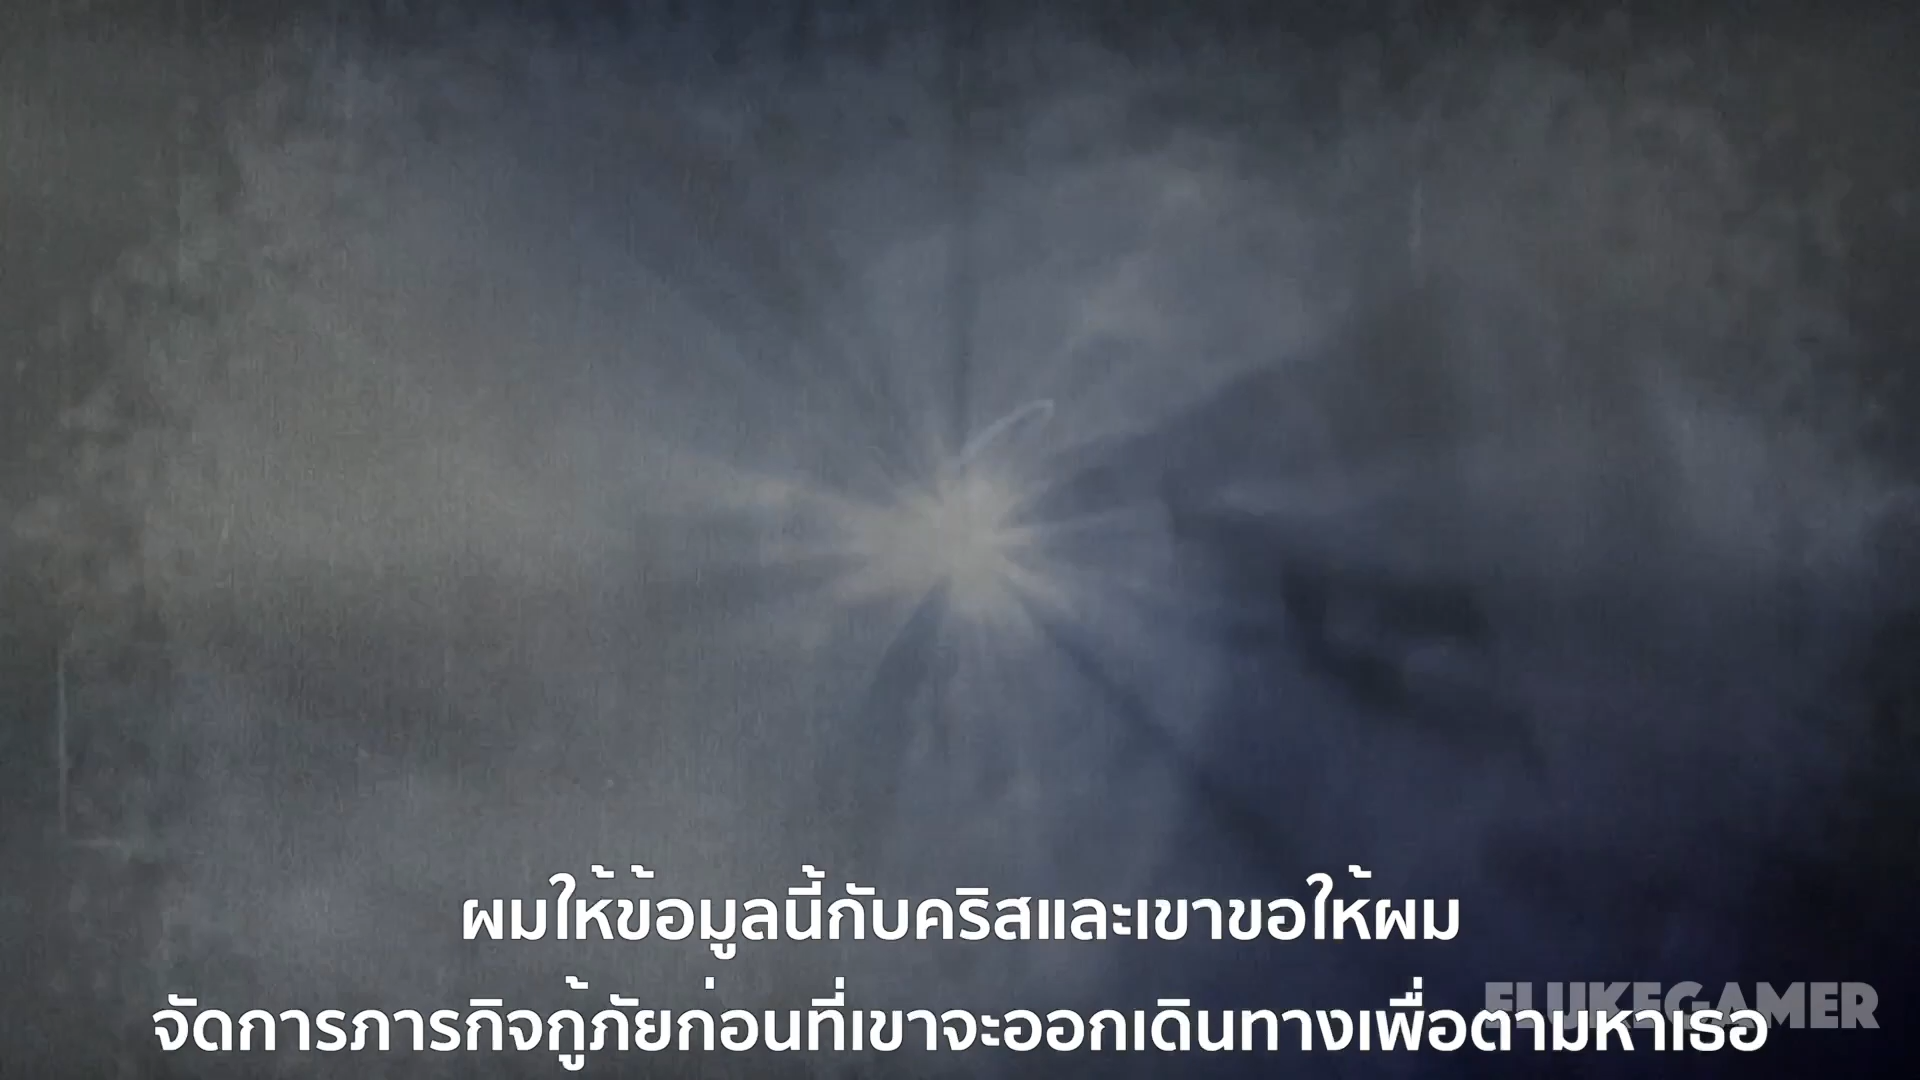 ผมให้ข้อมูลนี้กับคริสและเขาขอให้ผม
จัดการภารกิจกู้ภัยก่อนที่เขาจะออกเดินทางเพื่อตามหาเธอ
FLUKEGAMER